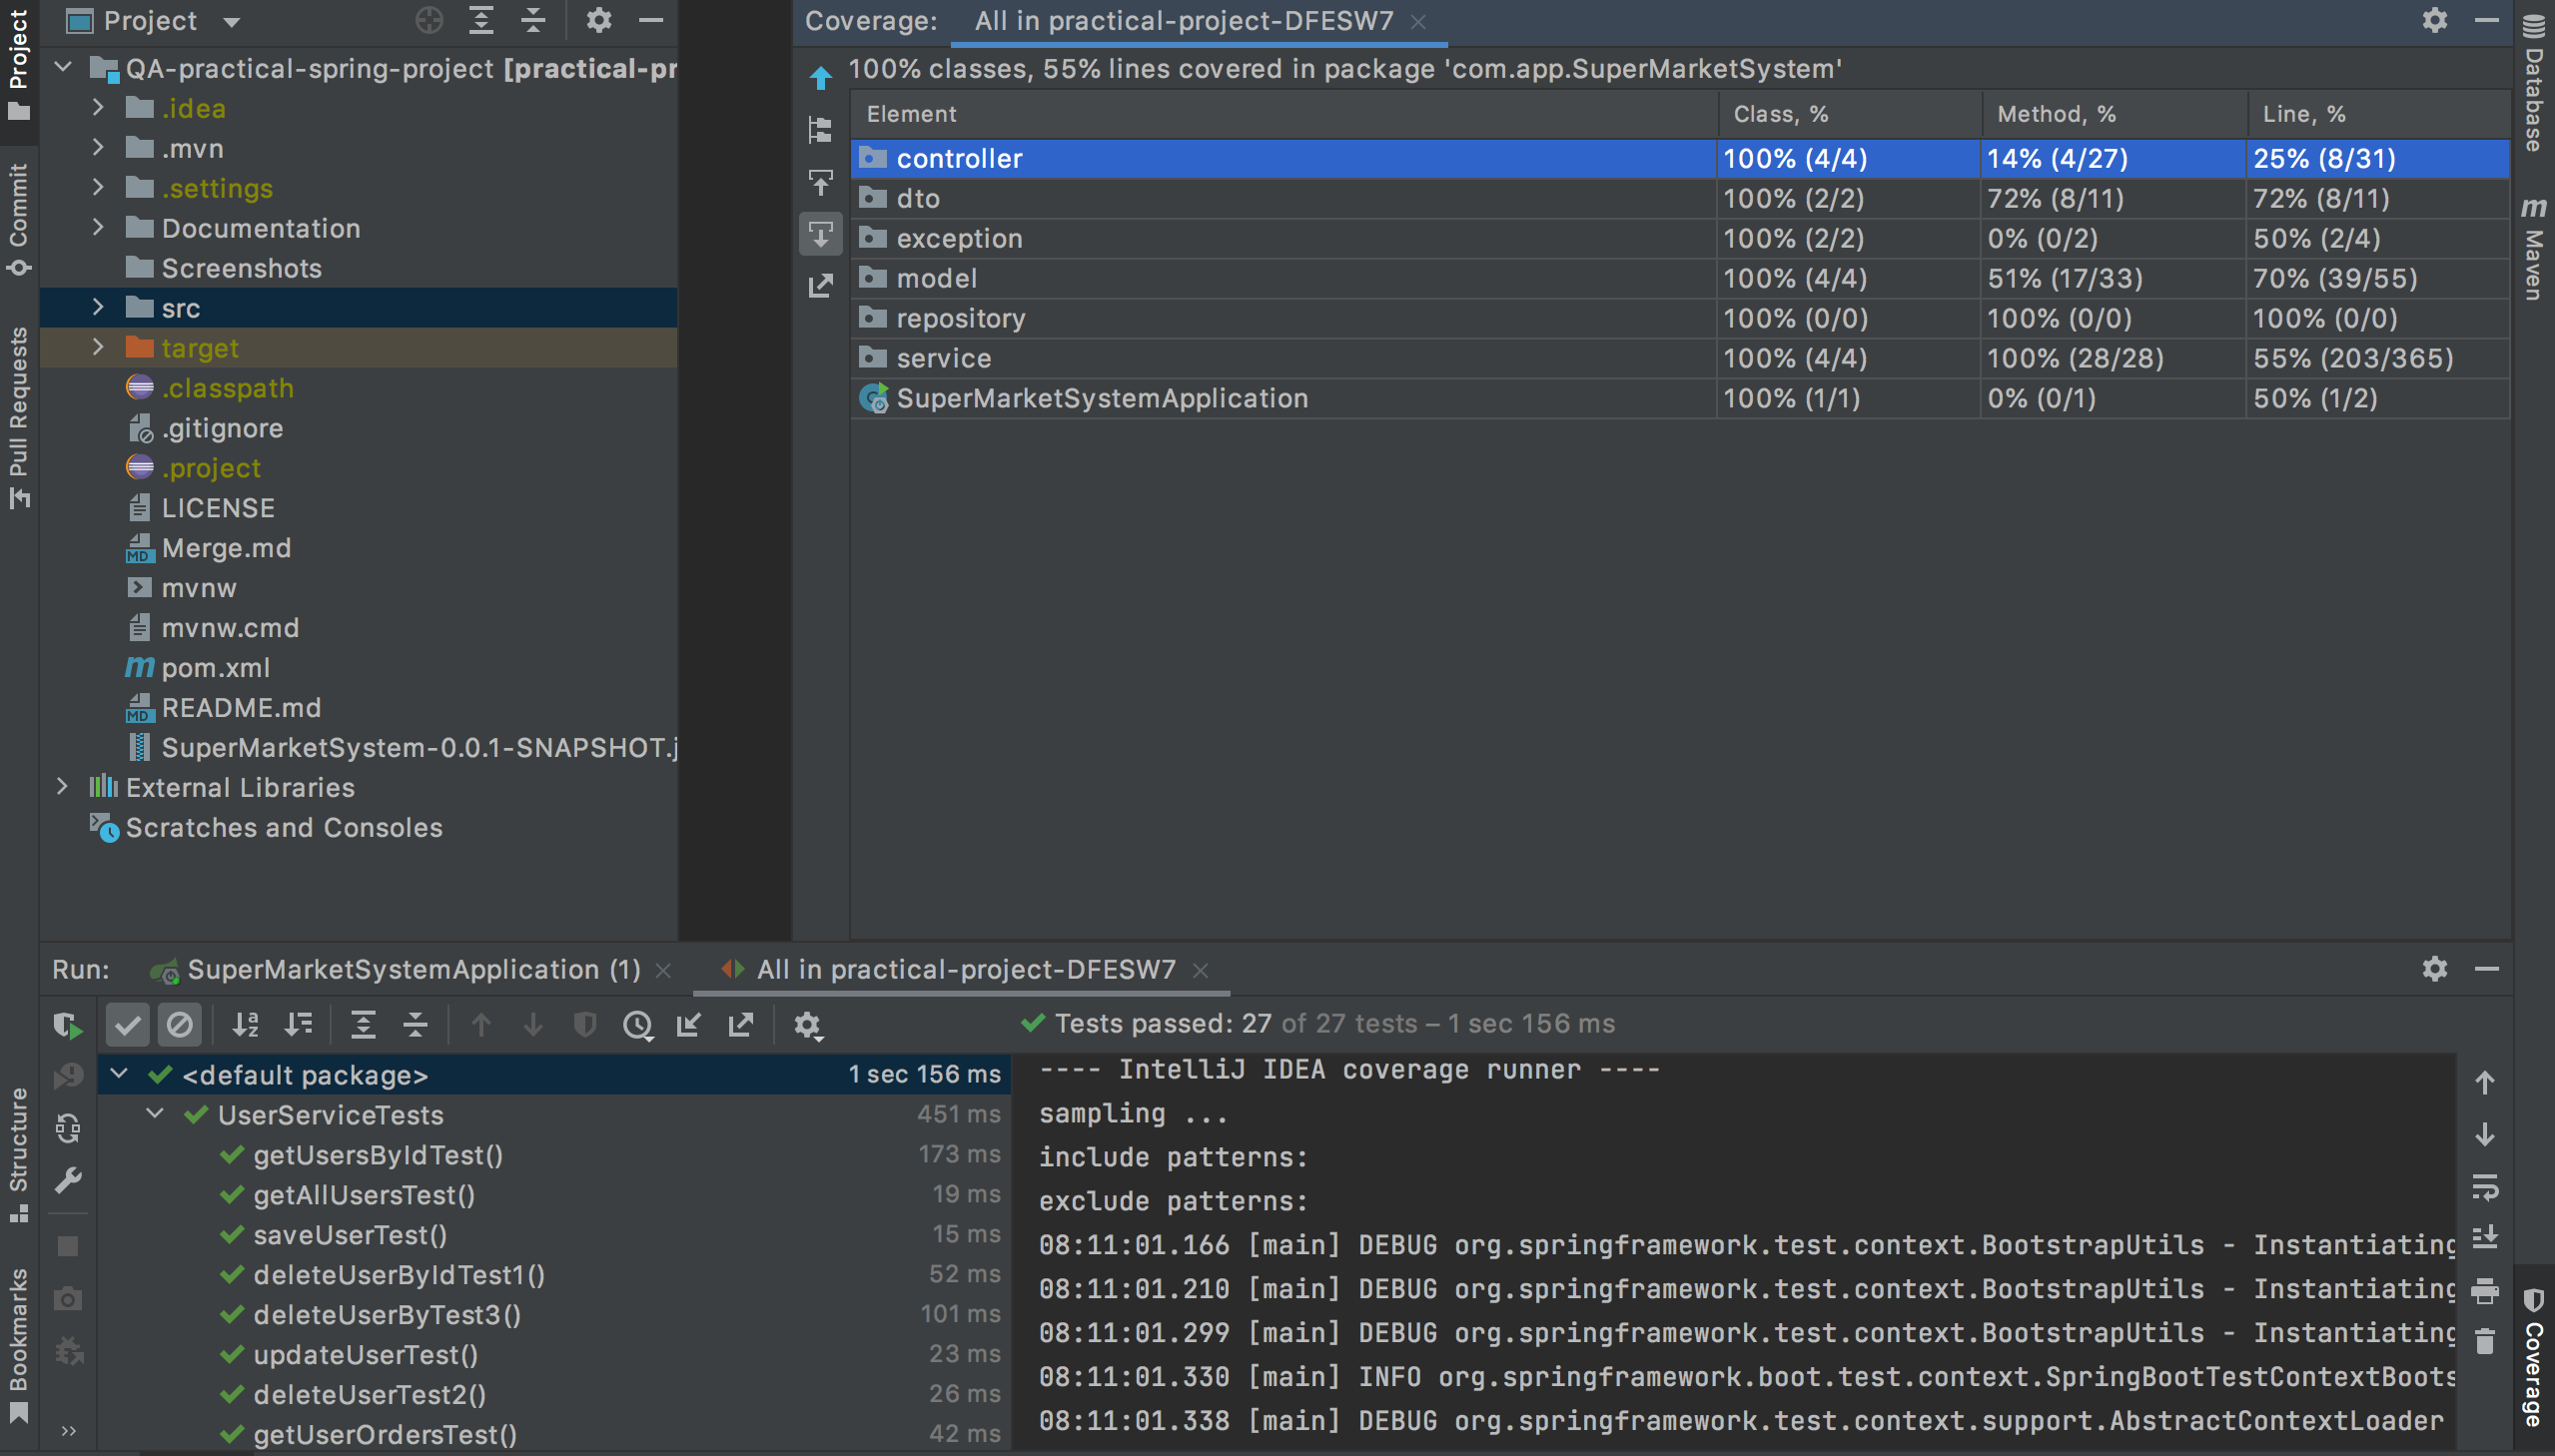 Project
Commit
Pull Requests
Structure
Bookmarks
Project
QA-practical-spring-project [practical-pr
.idea
.mvn
.settings
Documentation
Screenshots
src
target
.classpath
.gitignore
.project
LICENSE
Merge.md
mvnw
mvnw.cmd
pom.xml
README.md
SuperMarketSystem-0.0.1-SNAPSHOT.j
External Libraries
Scratches and Consoles
Coverage: All in practical-project-DFESW7
100% classes, 55% lines covered in package 'com.app.SuperMarketSystem'
Element Class, % Method, % Line, %
controller 100% (4/4) 14% (4/27) 25% (8/31)
dto 100% (2/2) 72% (8/11) 72% (8/11)
exception 100% (2/2) 0% (0/2) 50% (2/4)
model 100% (4/4) 51% (17/33) 70% (39/55)
repository 100% (0/0) 100% (0/0) 100% (0/0)
service 100% (4/4) 100% (28/28) 55% (203/365)
SuperMarketSystemApplication 100% (1/1) 0% (0/1) 50% (1/2)
Database
m Maven
Coverage
Run: SuperMarketSystemApplication (1) All in practical-project-DFESW7
Tests passed: 27 of 27 tests – 1 sec 156 ms
<default package> 1 sec 156 ms
UserServiceTests 451 ms
getUsersByIdTest() 173 ms
getAllUsersTest() 19 ms
saveUserTest() 15 ms
deleteUserByIdTest1() 52 ms
deleteUserByTest3() 101 ms
updateUserTest() 23 ms
deleteUserTest2() 26 ms
getUserOrdersTest() 42 ms
---- IntelliJ IDEA coverage runner ----
sampling ...
include patterns:
exclude patterns:
08:11:01.166 [main] DEBUG org.springframework.test.context.BootstrapUtils - Instantiating
08:11:01.210 [main] DEBUG org.springframework.test.context.BootstrapUtils - Instantiating
08:11:01.299 [main] DEBUG org.springframework.test.context.BootstrapUtils - Instantiating
08:11:01.330 [main] INFO org.springframework.boot.test.context.SpringBootTestContextBoots
08:11:01.338 [main] DEBUG org.springframework.test.context.support.AbstractContextLoader